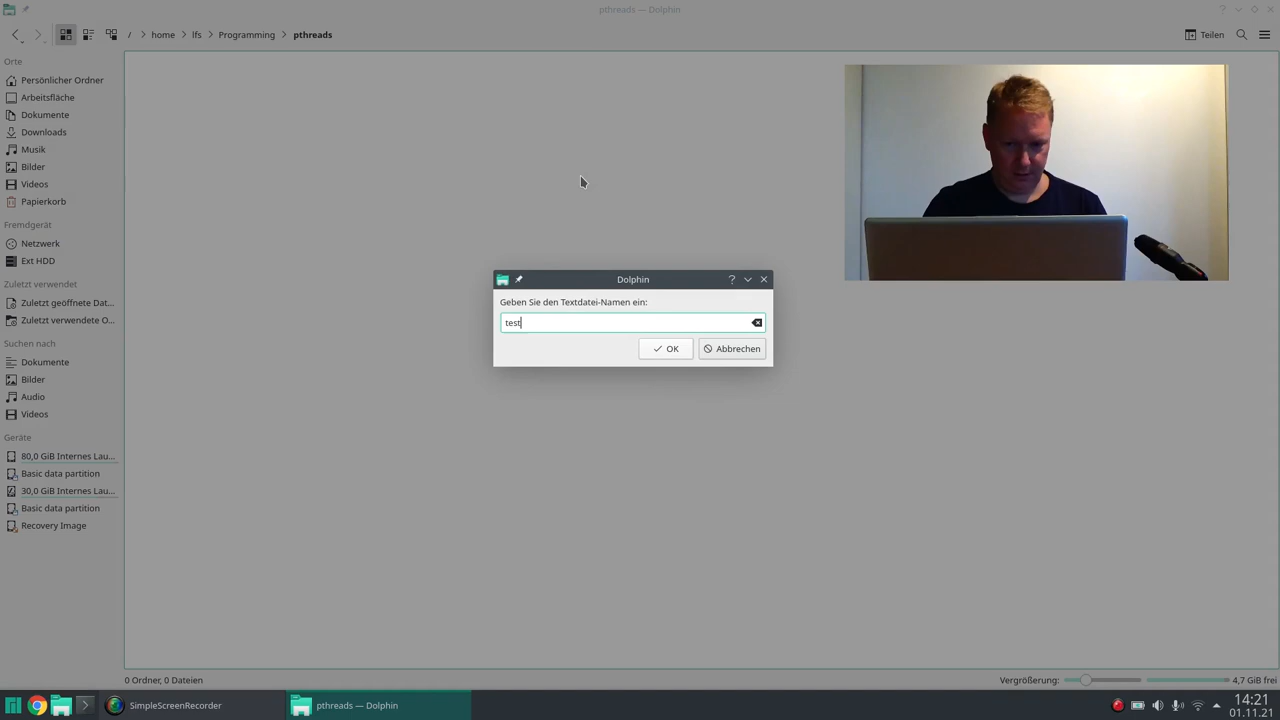 pthreads — Dolphin
/ home lfs Programming pthreads
Teilen
Orte
Persönlicher Ordner
Arbeitsfläche
Dokumente
Downloads
Musik
Bilder
Videos
Papierkorb
Fremdgerät
Netzwerk
Ext HDD
Zuletzt verwendet
Zuletzt geöffnete Dat...
Zuletzt verwendete O...
Suchen nach
Dokumente
Bilder
Audio
Videos
Geräte
80,0 GiB Internes Lau...
Basic data partition
30,0 GiB Internes Lau...
Basic data partition
Recovery Image
Dolphin
Geben Sie den Textdatei-Namen ein:
test
OK
Abbrechen
0 Ordner, 0 Dateien
Vergrößerung:
4,7 GiB frei
SimpleScreenRecorder
pthreads — Dolphin
14:21
01.11.21